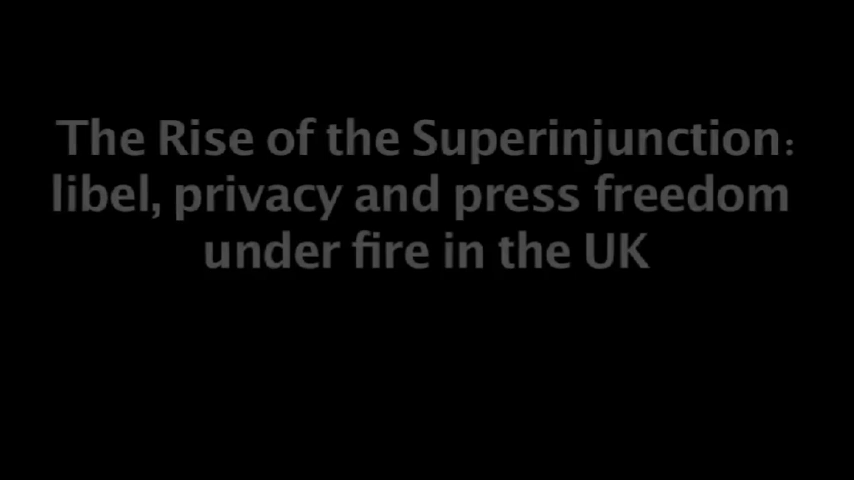 The Rise of the Superinjunction:
libel, privacy and press freedom
under fire in the UK